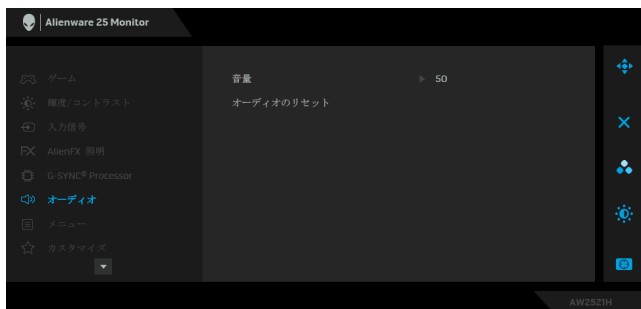 Alienware 25 Monitor
ゲーム
輝度/コントラスト
入力信号
FX AlienFX 照明
G-SYNC® Processor
オーディオ
メニュー
カスタマイズ
音量 50
オーディオのリセット
AW2521H